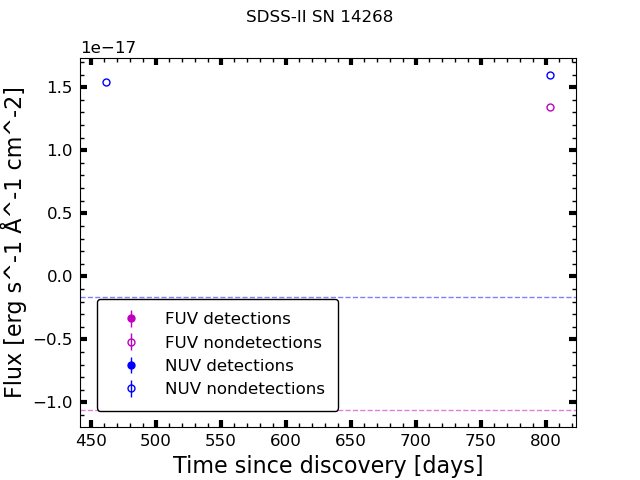 SDSS-II SN 14268
1e−17
1.5
1.0
0.5
0.0
−0.5
−1.0
Flux [erg s^-1 Å^-1 cm^-2]
FUV detections
FUV nondetections
NUV detections
NUV nondetections
450 500 550 600 650 700 750 800
Time since discovery [days]